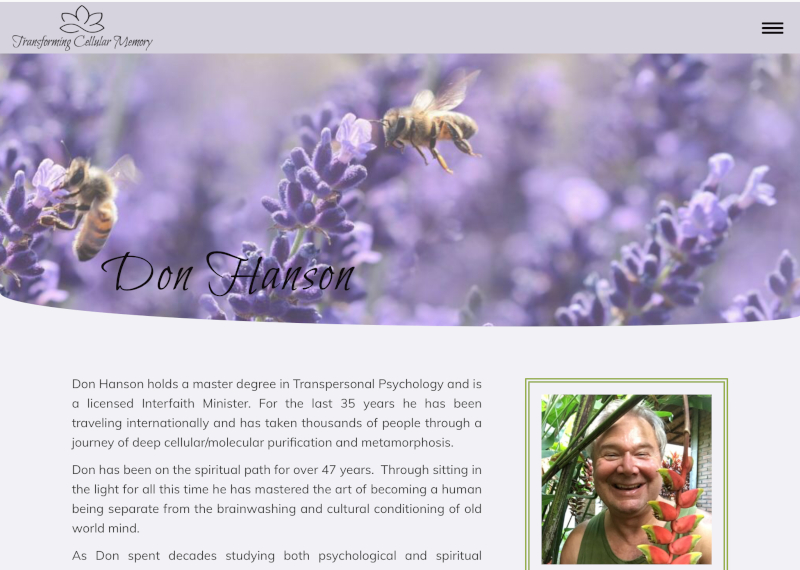 Transforming Cellular Memory
Don Hanson
Don Hanson holds a master degree in Transpersonal Psychology and is
a licensed Interfaith Minister. For the last 35 years he has been
traveling internationally and has taken thousands of people through a
journey of deep cellular/molecular purification and metamorphosis.
Don has been on the spiritual path for over 47 years. Through sitting in
the light for all this time he has mastered the art of becoming a human
being separate from the brainwashing and cultural conditioning of old
world mind.
As Don spent decades studying both psychological and spiritual